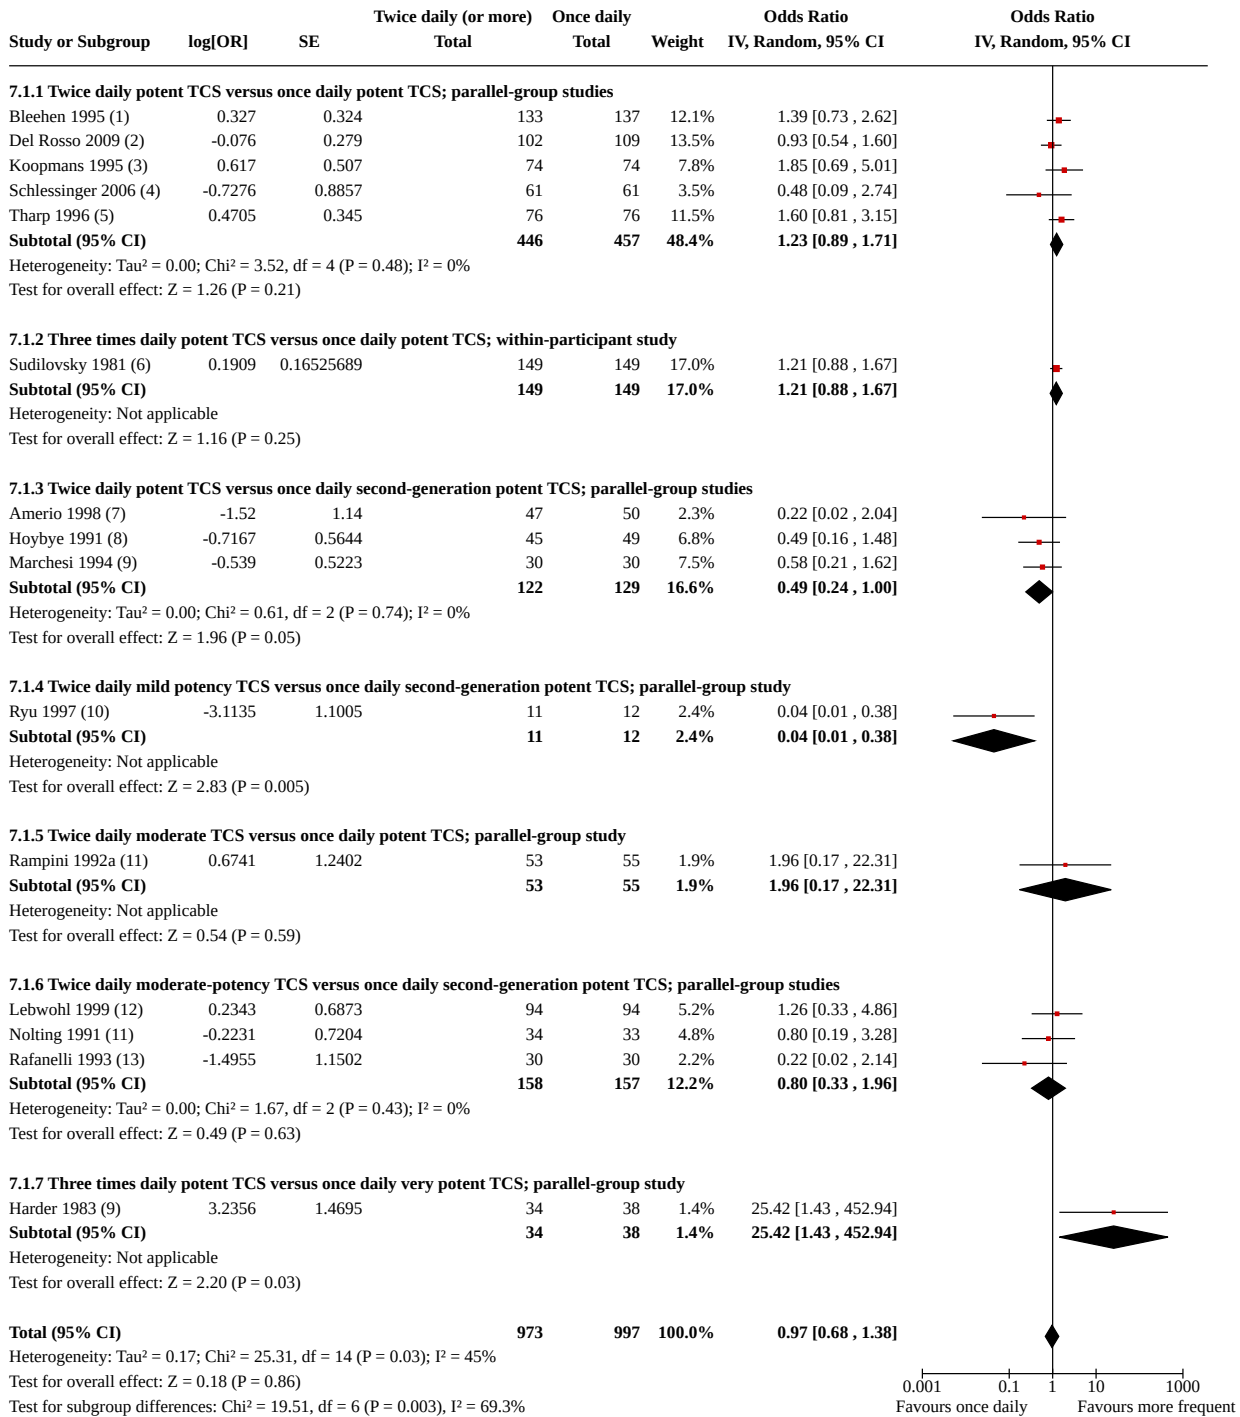 Twice daily (or more) Once daily Odds Ratio Odds Ratio
Study or Subgroup log[OR] SE Total Total Weight IV, Random, 95% CI IV, Random, 95% CI
7.1.1 Twice daily potent TCS versus once daily potent TCS; parallel-group studies
Bleehen 1995 (1) 0.327 0.324 133 137 12.1% 1.39 [0.73 , 2.62]
Del Rosso 2009 (2) -0.076 0.279 102 109 13.5% 0.93 [0.54 , 1.60]
Koopmans 1995 (3) 0.617 0.507 74 74 7.8% 1.85 [0.69 , 5.01]
Schlessinger 2006 (4) -0.7276 0.8857 61 61 3.5% 0.48 [0.09 , 2.74]
Tharp 1996 (5) 0.4705 0.345 76 76 11.5% 1.60 [0.81 , 3.15]
Subtotal (95% CI) 446 457 48.4% 1.23 [0.89 , 1.71]
Heterogeneity: Tau² = 0.00; Chi² = 3.52, df = 4 (P = 0.48); I² = 0%
Test for overall effect: Z = 1.26 (P = 0.21)
7.1.2 Three times daily potent TCS versus once daily potent TCS; within-participant study
Sudilovsky 1981 (6) 0.1909 0.16525689 149 149 17.0% 1.21 [0.88 , 1.67]
Subtotal (95% CI) 149 149 17.0% 1.21 [0.88 , 1.67]
Heterogeneity: Not applicable
Test for overall effect: Z = 1.16 (P = 0.25)
7.1.3 Twice daily potent TCS versus once daily second-generation potent TCS; parallel-group studies
Amerio 1998 (7) -1.52 1.14 47 50 2.3% 0.22 [0.02 , 2.04]
Hoybye 1991 (8) -0.7167 0.5644 45 49 6.8% 0.49 [0.16 , 1.48]
Marchesi 1994 (9) -0.539 0.5223 30 30 7.5% 0.58 [0.21 , 1.62]
Subtotal (95% CI) 122 129 16.6% 0.49 [0.24 , 1.00]
Heterogeneity: Tau² = 0.00; Chi² = 0.61, df = 2 (P = 0.74); I² = 0%
Test for overall effect: Z = 1.96 (P = 0.05)
7.1.4 Twice daily mild potency TCS versus once daily second-generation potent TCS; parallel-group study
Ryu 1997 (10) -3.1135 1.1005 11 12 2.4% 0.04 [0.01 , 0.38]
Subtotal (95% CI) 11 12 2.4% 0.04 [0.01 , 0.38]
Heterogeneity: Not applicable
Test for overall effect: Z = 2.83 (P = 0.005)
7.1.5 Twice daily moderate TCS versus once daily potent TCS; parallel-group study
Rampini 1992a (11) 0.6741 1.2402 53 55 1.9% 1.96 [0.17 , 22.31]
Subtotal (95% CI) 53 55 1.9% 1.96 [0.17 , 22.31]
Heterogeneity: Not applicable
Test for overall effect: Z = 0.54 (P = 0.59)
7.1.6 Twice daily moderate-potency TCS versus once daily second-generation potent TCS; parallel-group studies
Lebwohl 1999 (12) 0.2343 0.6873 94 94 5.2% 1.26 [0.33 , 4.86]
Nolting 1991 (11) -0.2231 0.7204 34 33 4.8% 0.80 [0.19 , 3.28]
Rafanelli 1993 (13) -1.4955 1.1502 30 30 2.2% 0.22 [0.02 , 2.14]
Subtotal (95% CI) 158 157 12.2% 0.80 [0.33 , 1.96]
Heterogeneity: Tau² = 0.00; Chi² = 1.67, df = 2 (P = 0.43); I² = 0%
Test for overall effect: Z = 0.49 (P = 0.63)
7.1.7 Three times daily potent TCS versus once daily very potent TCS; parallel-group study
Harder 1983 (9) 3.2356 1.4695 34 38 1.4% 25.42 [1.43 , 452.94]
Subtotal (95% CI) 34 38 1.4% 25.42 [1.43 , 452.94]
Heterogeneity: Not applicable
Test for overall effect: Z = 2.20 (P = 0.03)
Total (95% CI) 973 997 100.0% 0.97 [0.68 , 1.38]
Heterogeneity: Tau² = 0.17; Chi² = 25.31, df = 14 (P = 0.03); I² = 45%
Test for overall effect: Z = 0.18 (P = 0.86) 0.001 0.1 1 10 1000
Test for subgroup differences: Chi² = 19.51, df = 6 (P = 0.003), I² = 69.3% Favours once daily Favours more frequent